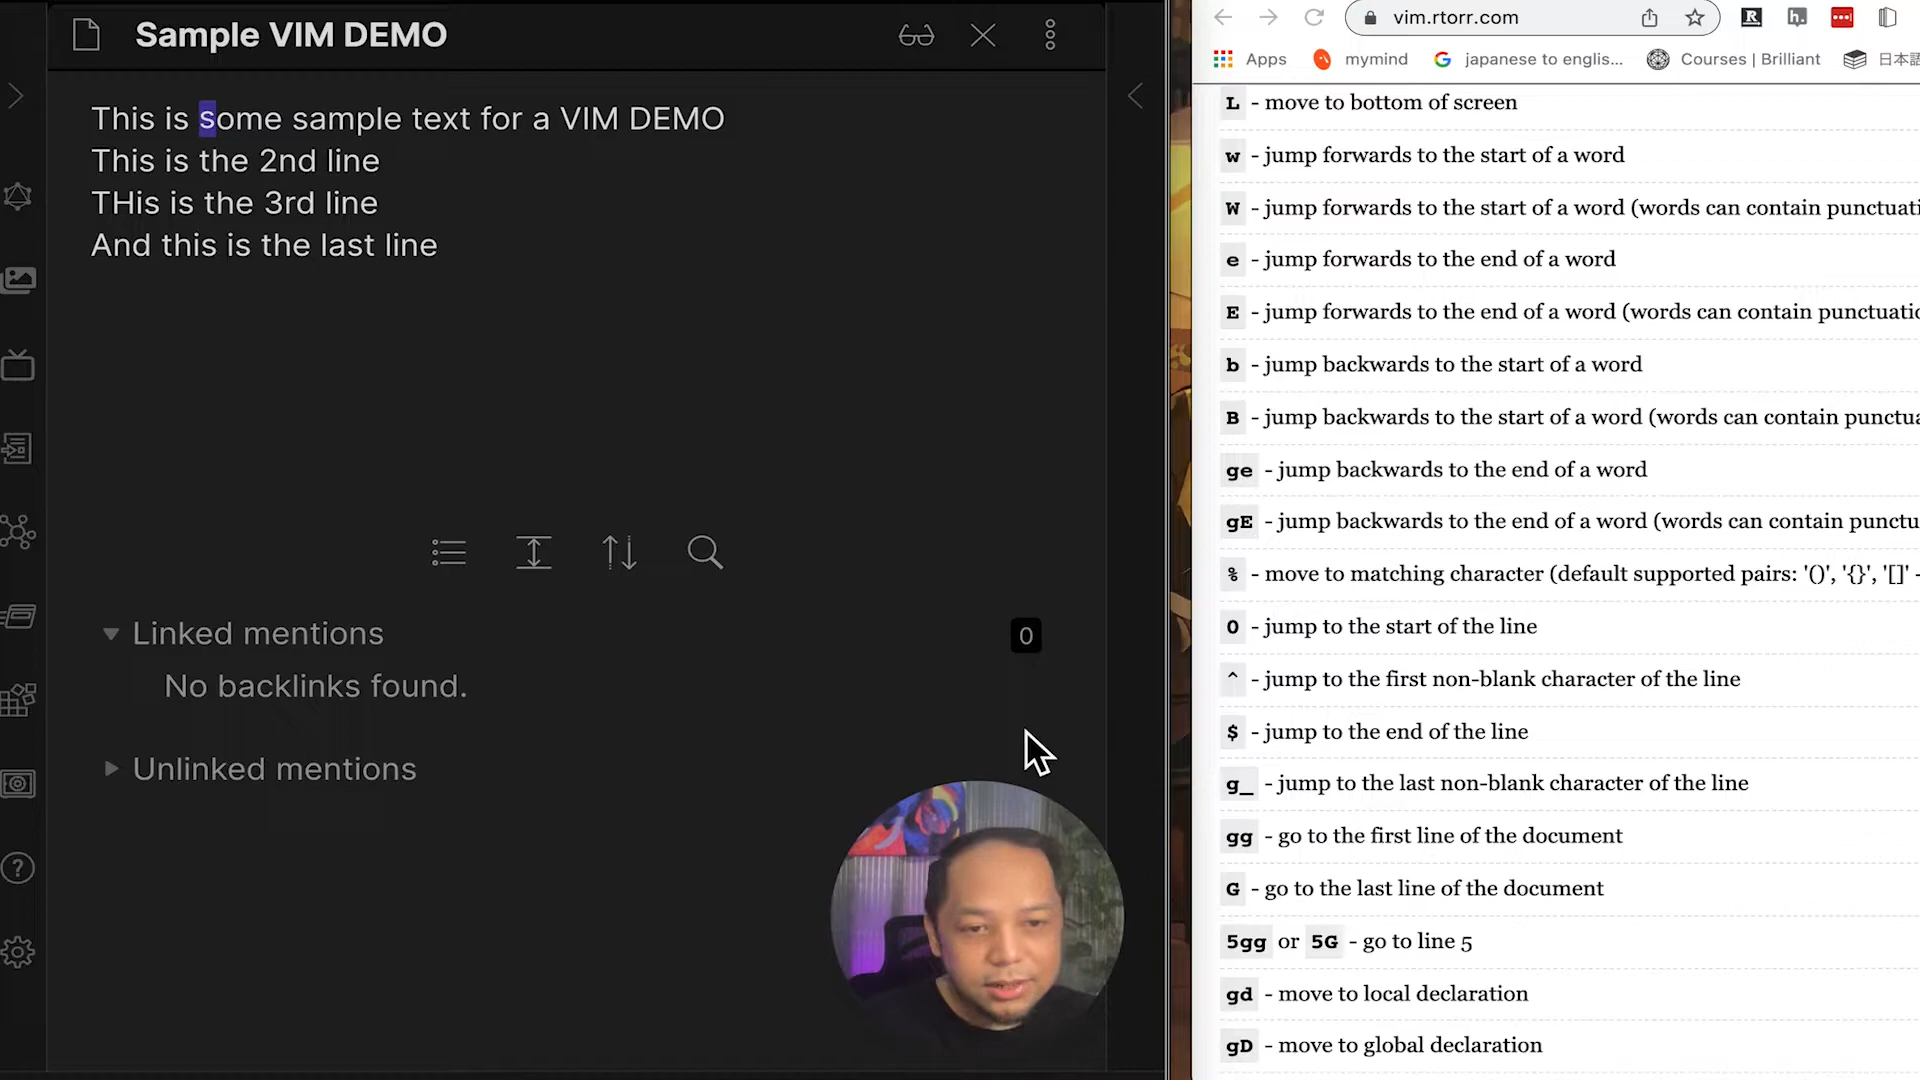 Sample VIM DEMO
This is some sample text for a VIM DEMO
This is the 2nd line
THis is the 3rd line
And this is the last line
Linked mentions
0
No backlinks found.
Unlinked mentions
vim.rtorr.com
Apps
mymind
japanese to englis...
Courses | Brilliant
日本語
L - move to bottom of screen
w - jump forwards to the start of a word
W - jump forwards to the start of a word (words can contain punctuati
e - jump forwards to the end of a word
E - jump forwards to the end of a word (words can contain punctuatic
b - jump backwards to the start of a word
B - jump backwards to the start of a word (words can contain punctua
ge - jump backwards to the end of a word
gE - jump backwards to the end of a word (words can contain punctu
% - move to matching character (default supported pairs: '()', '{}', '[]' -
0 - jump to the start of the line
^ - jump to the first non-blank character of the line
$ - jump to the end of the line
g_ - jump to the last non-blank character of the line
gg - go to the first line of the document
G - go to the last line of the document
5gg or 5G - go to line 5
gd - move to local declaration
gD - move to global declaration